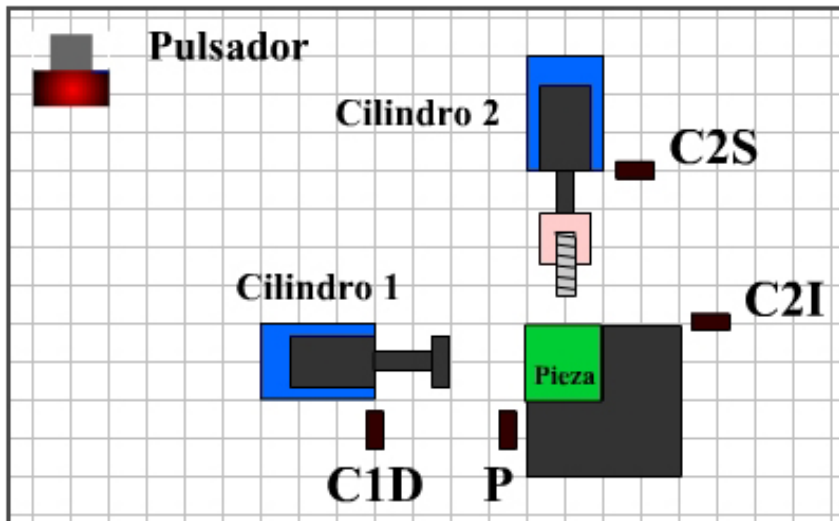 Pulsador
Cilindro 2
C2S
Cilindro 1
C2I
Pieza
C1D
P